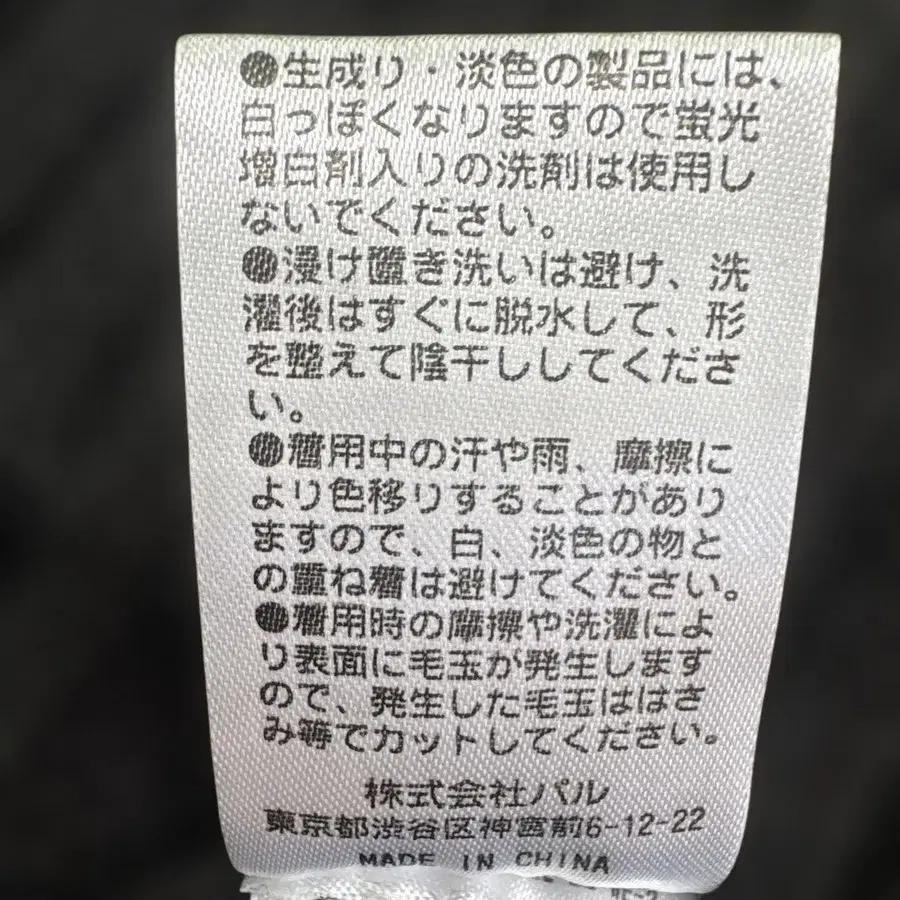 ●生成り・淡色の製品には、
白っぽくなりますので蛍光
増白剤入りの洗剤は使用し
ないでください。
●浸け置き洗いは避け、洗
濯後はすぐに脱水して、形
を整えて陰干ししてくださ
い。
●着用中の汗や雨、摩擦に
より色移りすることがあり
ますので、白、淡色の物と
の重ね着は避けてください。
●着用時の摩擦や洗濯によ
り表面に毛玉が発生します
ので、発生した毛玉ははさ
み等でカットしてください。
株式会社パル
東京都渋谷区神宮前6-12-22
MADE IN CHINA